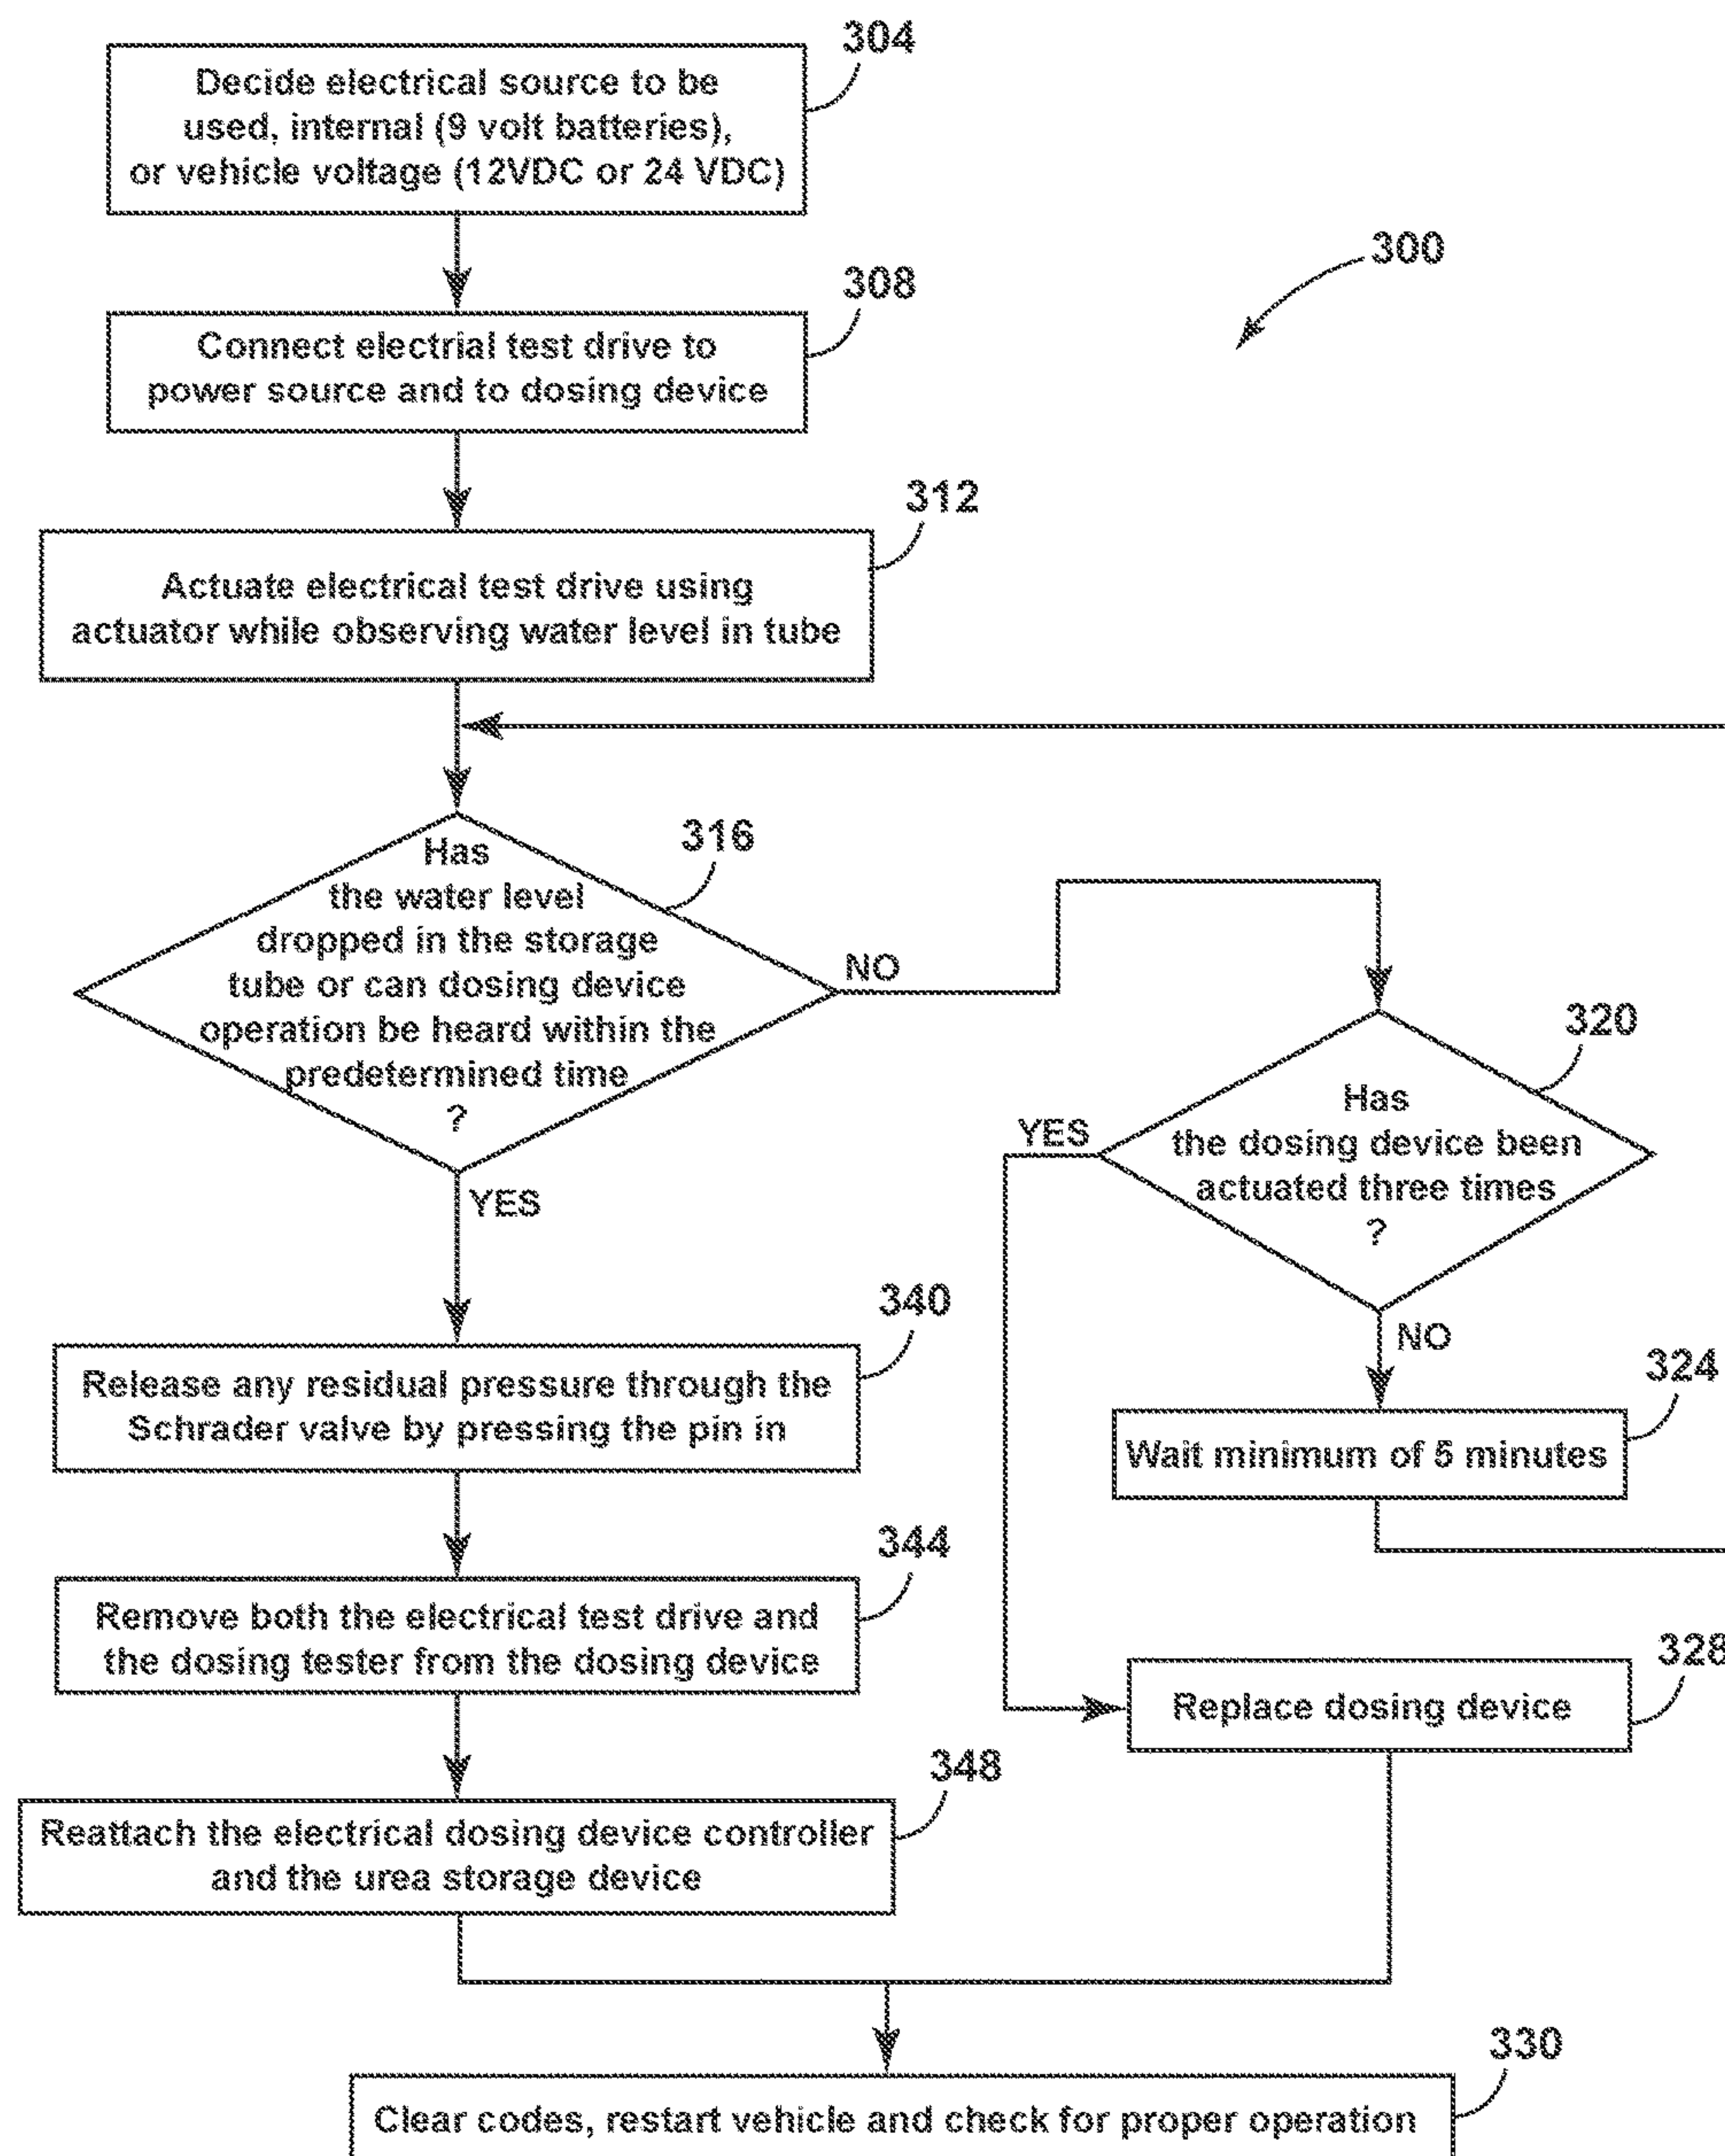 304
Decide electrical source to be
used, internal (9 volt batteries),
or vehicle voltage (12VDC or 24 VDC)
300
308
Connect electrial test drive to
power source and to dosing device
312
Actuate electrical test drive using
actuator while observing water level in tube
316
Has
the water level
dropped in the storage
tube or can dosing device
operation be heard within the
predetermined time
?
NO
YES
320
Has
the dosing device been
actuated three times
?
YES
NO
324
Wait minimum of 5 minutes
328
Replace dosing device
340
Release any residual pressure through the
Schrader valve by pressing the pin in
344
Remove both the electrical test drive and
the dosing tester from the dosing device
348
Reattach the electrical dosing device controller
and the urea storage device
330
Clear codes, restart vehicle and check for proper operation